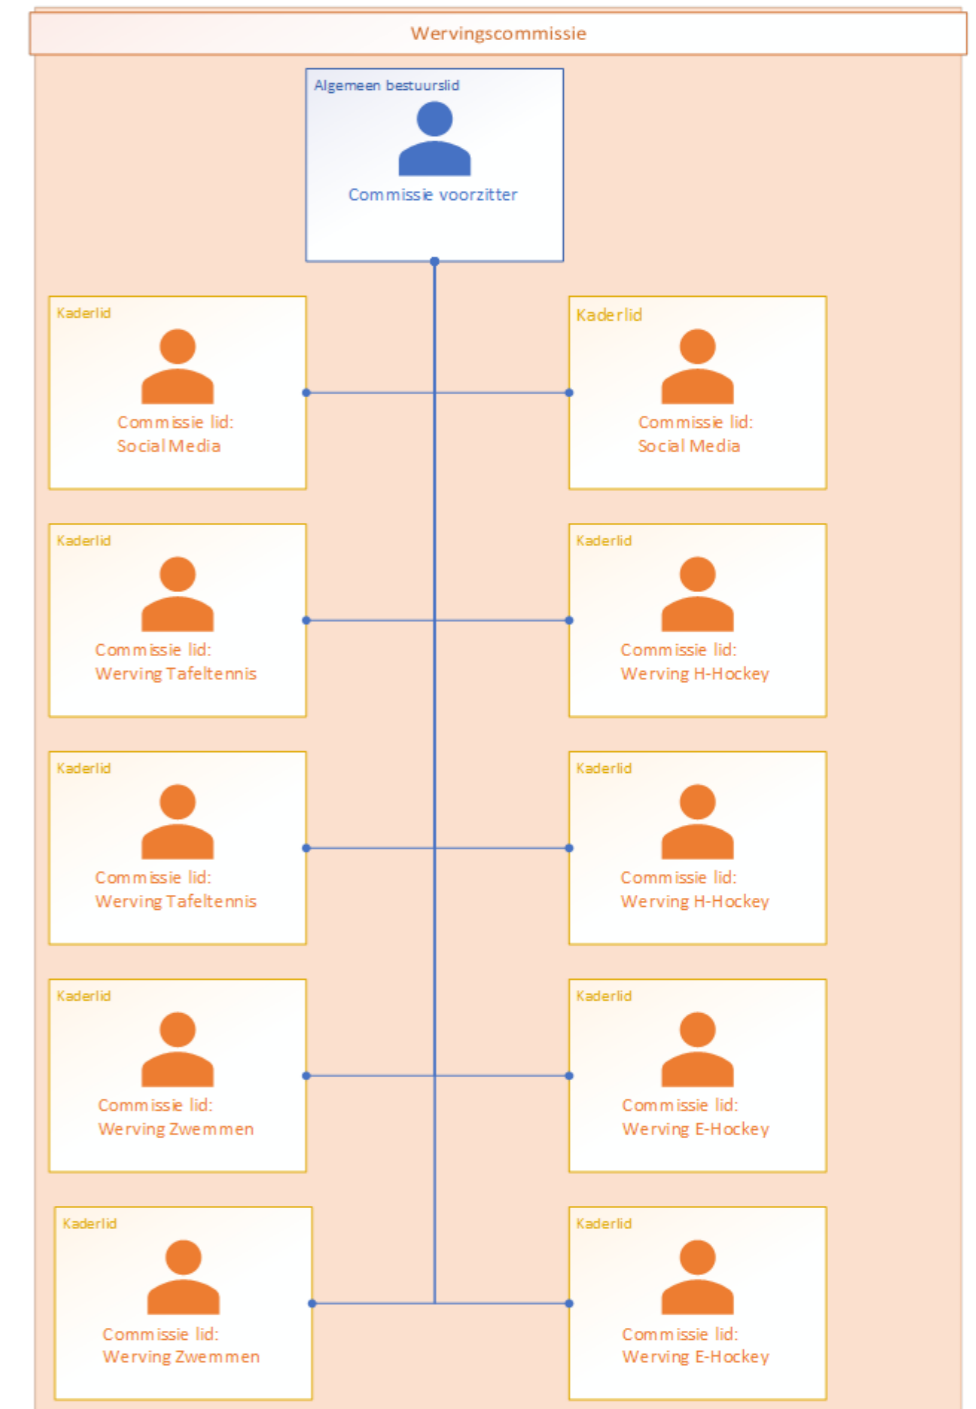 Wervingscommissie
Algemeen bestuurslid
Commissie voorzitter
Kaderlid
Commissie lid:
Social Media
Kaderlid
Commissie lid:
Social Media
Kaderlid
Commissie lid:
Werving Tafeltennis
Kaderlid
Commissie lid:
Werving H-Hockey
Kaderlid
Commissie lid:
Werving Tafeltennis
Kaderlid
Commissie lid:
Werving H-Hockey
Kaderlid
Commissie lid:
Werving Zwemmen
Kaderlid
Commissie lid:
Werving E-Hockey
Kaderlid
Commissie lid:
Werving Zwemmen
Kaderlid
Commissie lid:
Werving E-Hockey